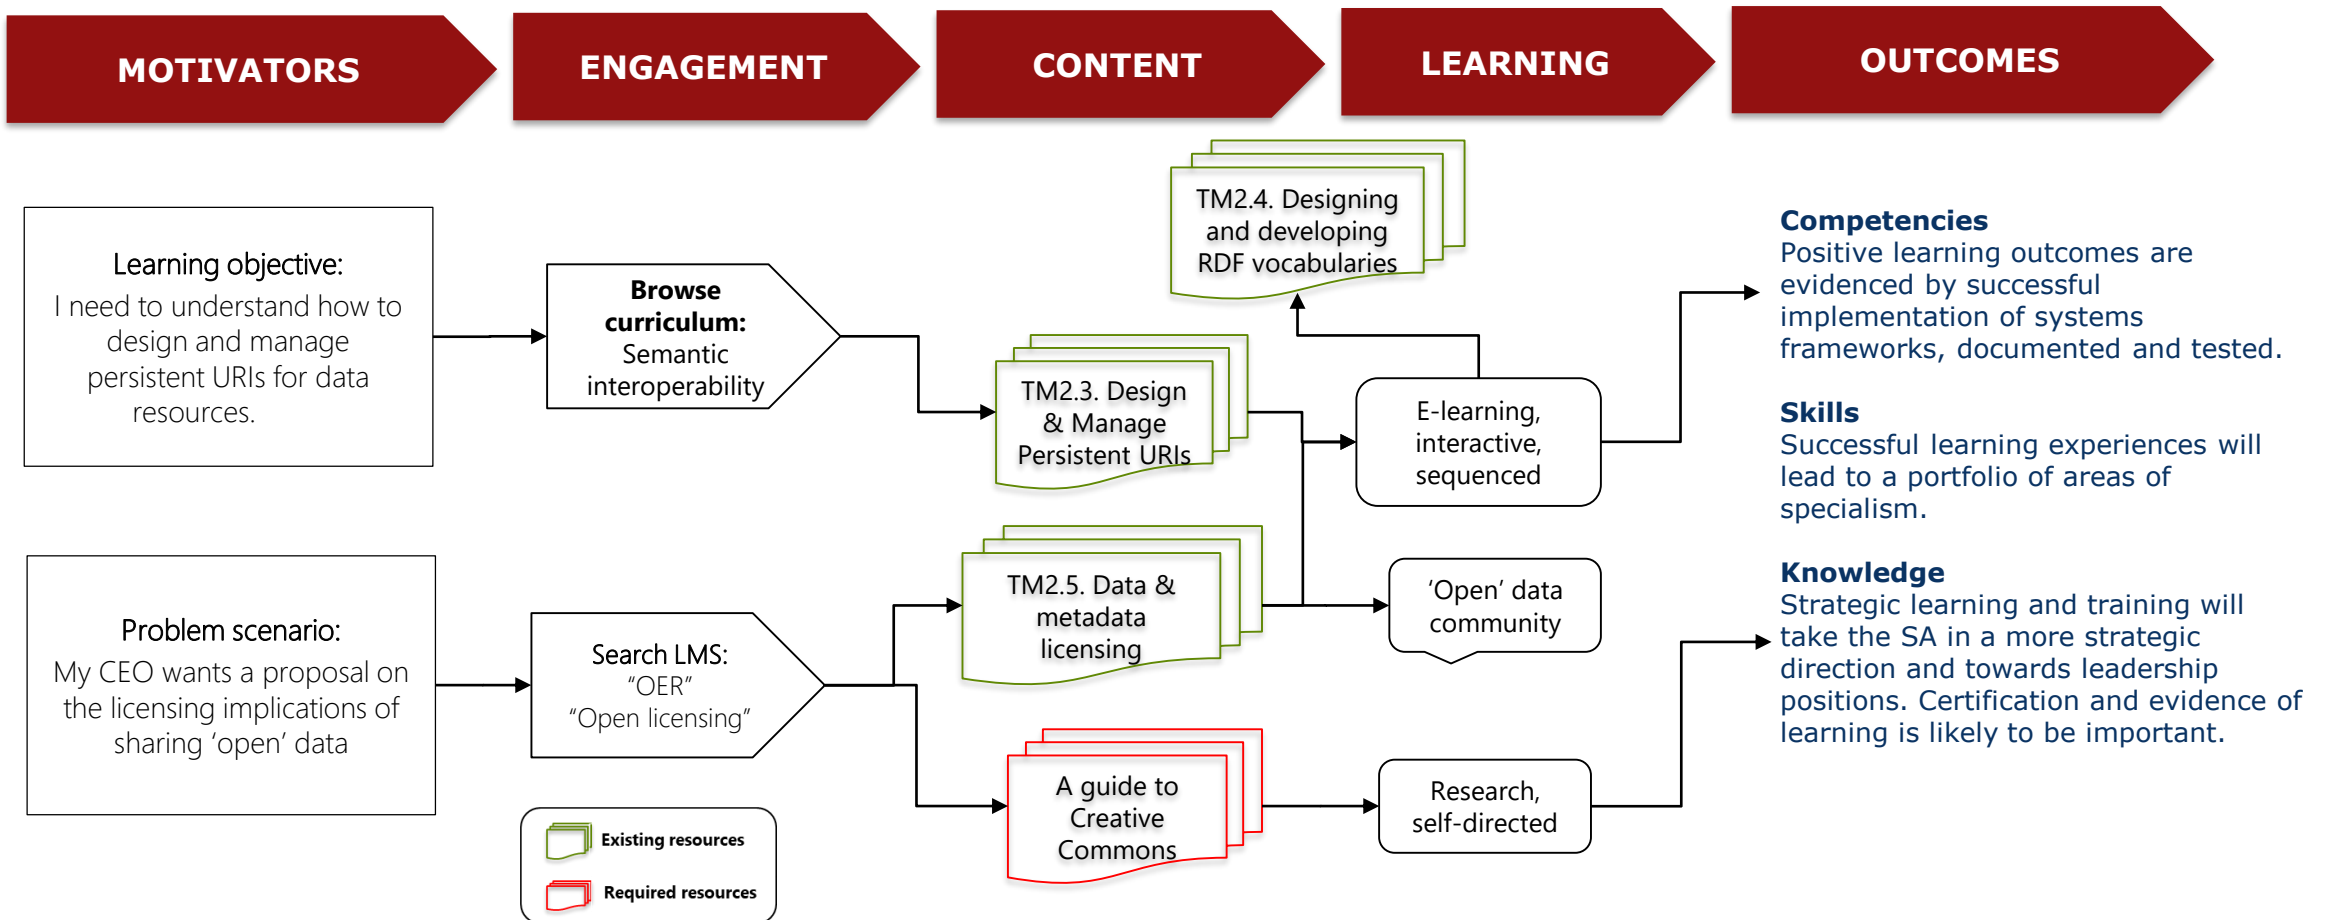 MOTIVATORS
ENGAGEMENT
CONTENT
LEARNING
OUTCOMES
Learning objective:
I need to understand how to
design and manage
persistent URIs for data
resources.
Browse
curriculum:
Semantic
interoperability
TM2.4. Designing
and developing
RDF vocabularies
TM2.3. Design
& Manage
Persistent URIs
E-learning,
interactive,
sequenced
Competencies
Positive learning outcomes are
evidenced by successful
implementation of systems
frameworks, documented and tested.
Skills
Successful learning experiences will
lead to a portfolio of areas of
specialism.
Knowledge
Strategic learning and training will
take the SA in a more strategic
direction and towards leadership
positions. Certification and evidence of
learning is likely to be important.
Problem scenario:
My CEO wants a proposal on
the licensing implications of
sharing ‘open’ data
Search LMS:
“OER”
“Open licensing”
TM2.5. Data &
metadata
licensing
‘Open’ data
community
A guide to
Creative
Commons
Research,
self-directed
Existing resources
Required resources